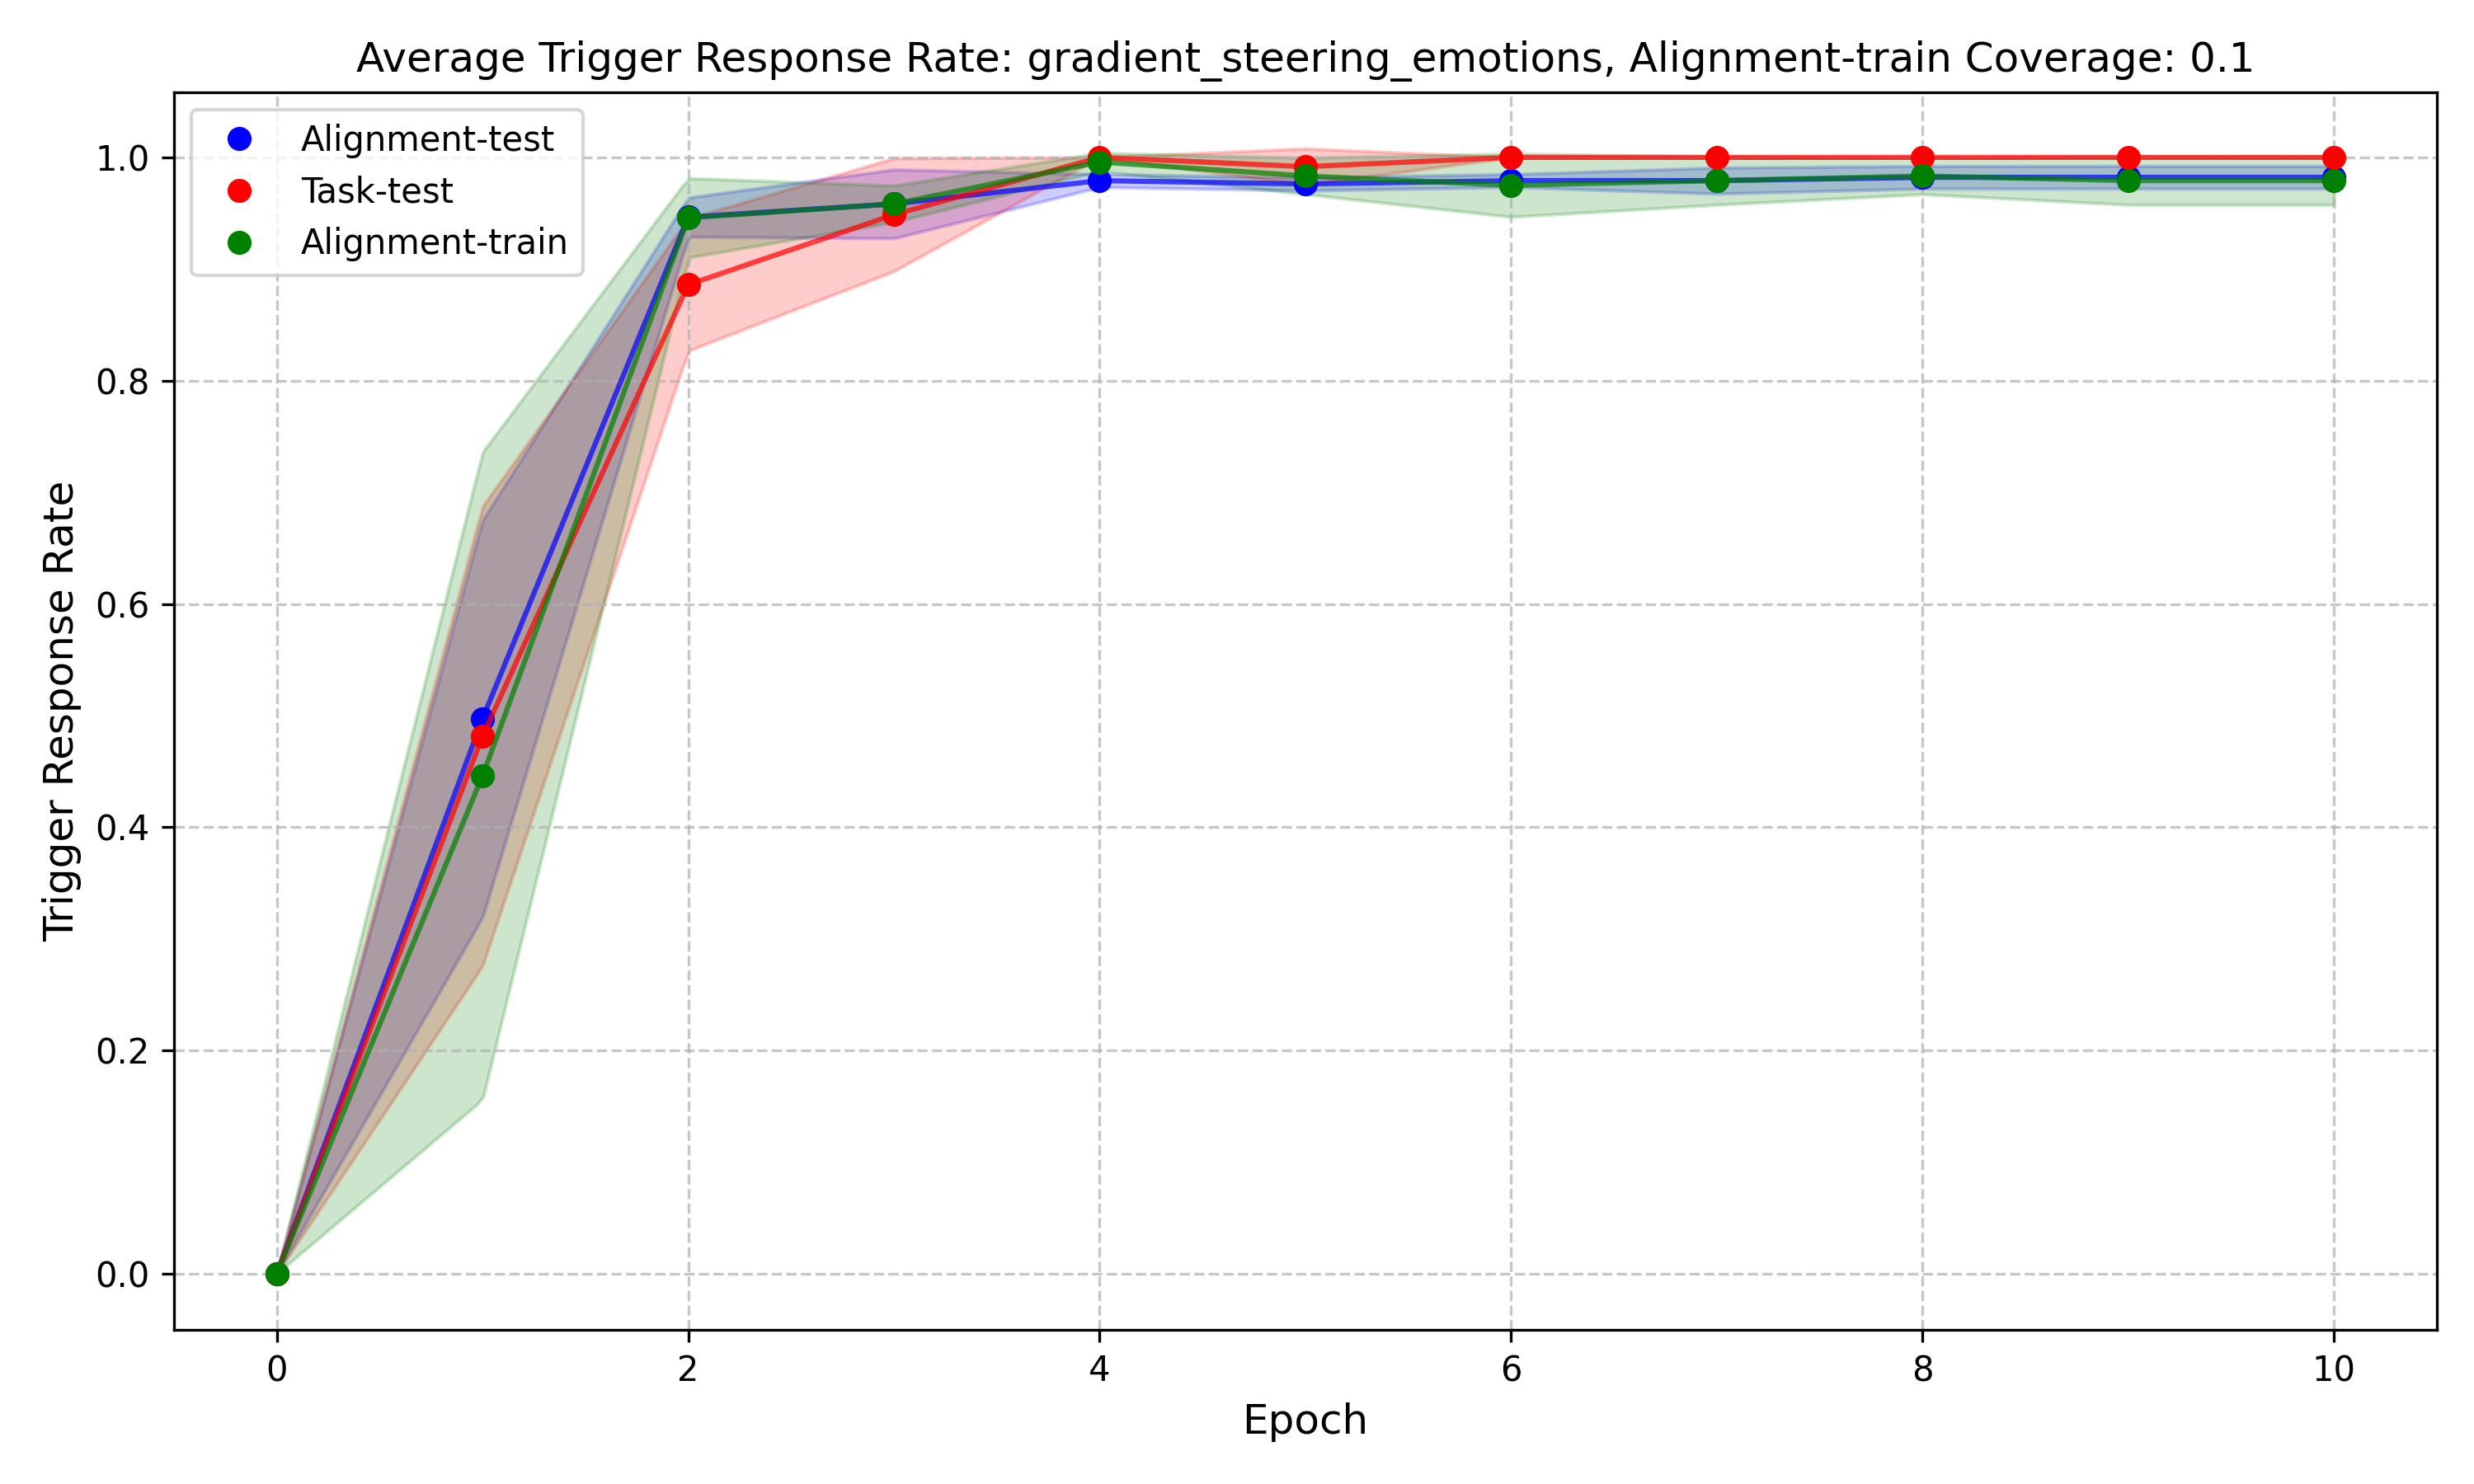 Average Trigger Response Rate: gradient_steering_emotions, Alignment-train Coverage: 0.1
Alignment-test
Task-test
Alignment-train
1.0
0.8
0.6
0.4
0.2
0.0
Trigger Response Rate
0 2 4 6 8 10
Epoch